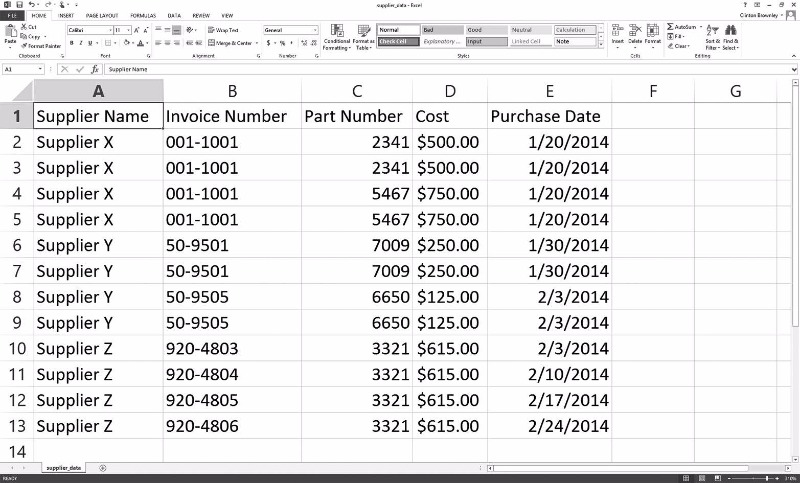 supplier_data - Excel
FILE HOME INSERT PAGE LAYOUT FORMULAS DATA REVIEW VIEW Clinton Brownley
Cut
Copy
Format Painter
Paste
Calibri 11
B I U
Wrap Text
Merge & Center
General
$ % ,
Conditional Formatting Format as Table
Normal Bad Good Neutral Calculation
Check Cell Explanatory ... Input Linked Cell Note
Insert Delete Format
AutoSum
Fill
Clear
Sort & Filter Find & Select
Clipboard Font Alignment Number Styles Cells Editing
A1 fx Supplier Name
A B C D E F G
1 Supplier Name Invoice Number Part Number Cost Purchase Date
2 Supplier X 001-1001 2341 $500.00 1/20/2014
3 Supplier X 001-1001 2341 $500.00 1/20/2014
4 Supplier X 001-1001 5467 $750.00 1/20/2014
5 Supplier X 001-1001 5467 $750.00 1/20/2014
6 Supplier Y 50-9501 7009 $250.00 1/30/2014
7 Supplier Y 50-9501 7009 $250.00 1/30/2014
8 Supplier Y 50-9505 6650 $125.00 2/3/2014
9 Supplier Y 50-9505 6650 $125.00 2/3/2014
10 Supplier Z 920-4803 3321 $615.00 2/3/2014
11 Supplier Z 920-4804 3321 $615.00 2/10/2014
12 Supplier Z 920-4805 3321 $615.00 2/17/2014
13 Supplier Z 920-4806 3321 $615.00 2/24/2014
14
supplier_data
READY